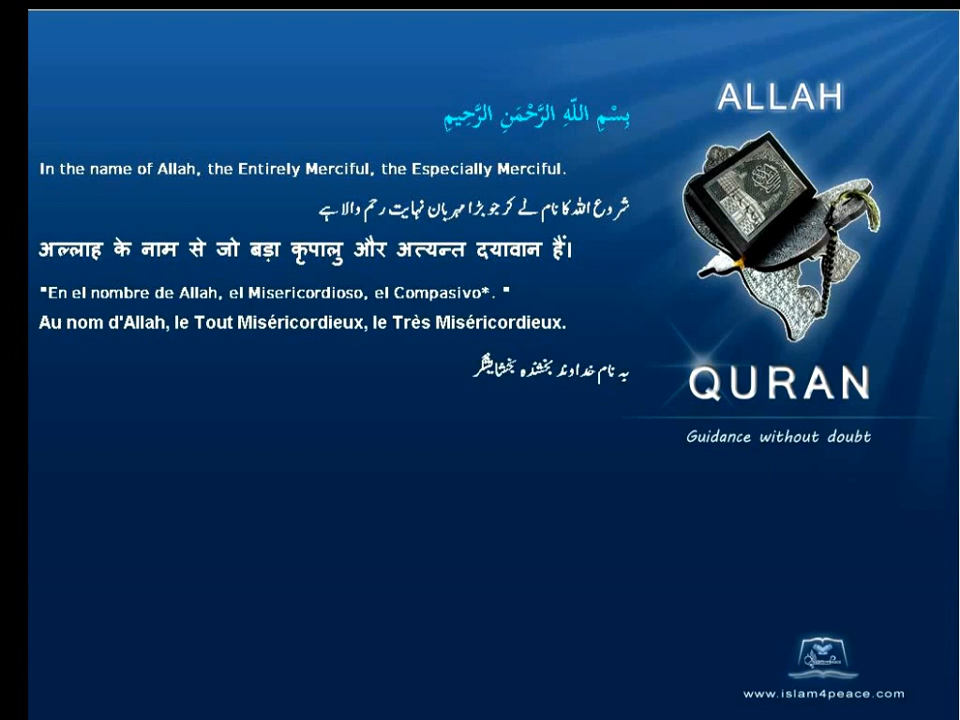 بِسْمِ اللّهِ الرَّحْمَنِ الرَّحِيمِ
In the name of Allah, the Entirely Merciful, the Especially Merciful.
شروع الله کا نام لے کر جو بڑا مہربان نہایت رحم والا ہے
अल्लाह के नाम से जो बड़ा कृपालु और अत्यन्त दयावान हैं।
"En el nombre de Allah, el Misericordioso, el Compasivo*. "
Au nom d'Allah, le Tout Miséricordieux, le Très Miséricordieux.
به نام خداوند بخشنده بخشایشگر
ALLAH
QURAN
Guidance without doubt
www.islam4peace.com